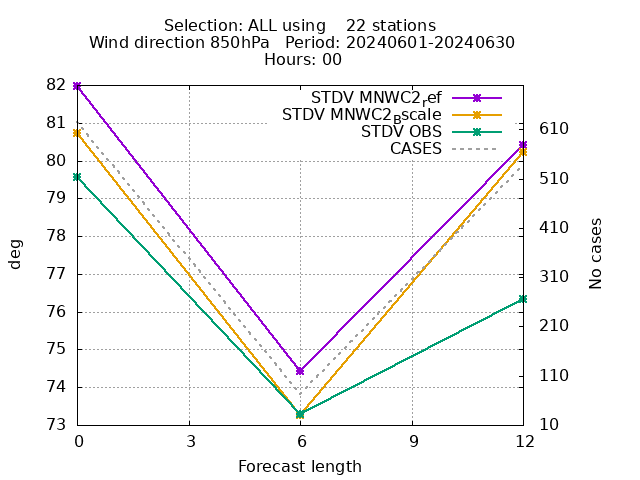 Selection: ALL using 22 stations
Wind direction 850hPa Period: 20240601-20240630
Hours: 00
STDV MNWC2ref
STDV MNWC2Bscale
STDV OBS
CASES
82
81
80
79
78
77
76
75
74
73
610
510
410
310
210
110
10
deg
No cases
0 3 6 9 12
Forecast length